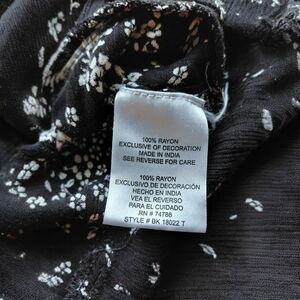 100% RAYON
EXCLUSIVE OF DECORATION
MADE IN INDIA
SEE REVERSE FOR CARE
100% RAYON
EXCLUSIVO DE DECORACIÓN
HECHO EN INDIA
VEA EL REVERSO
PARA EL CUIDADO
RN # 74788
STYLE # BK 18022 T